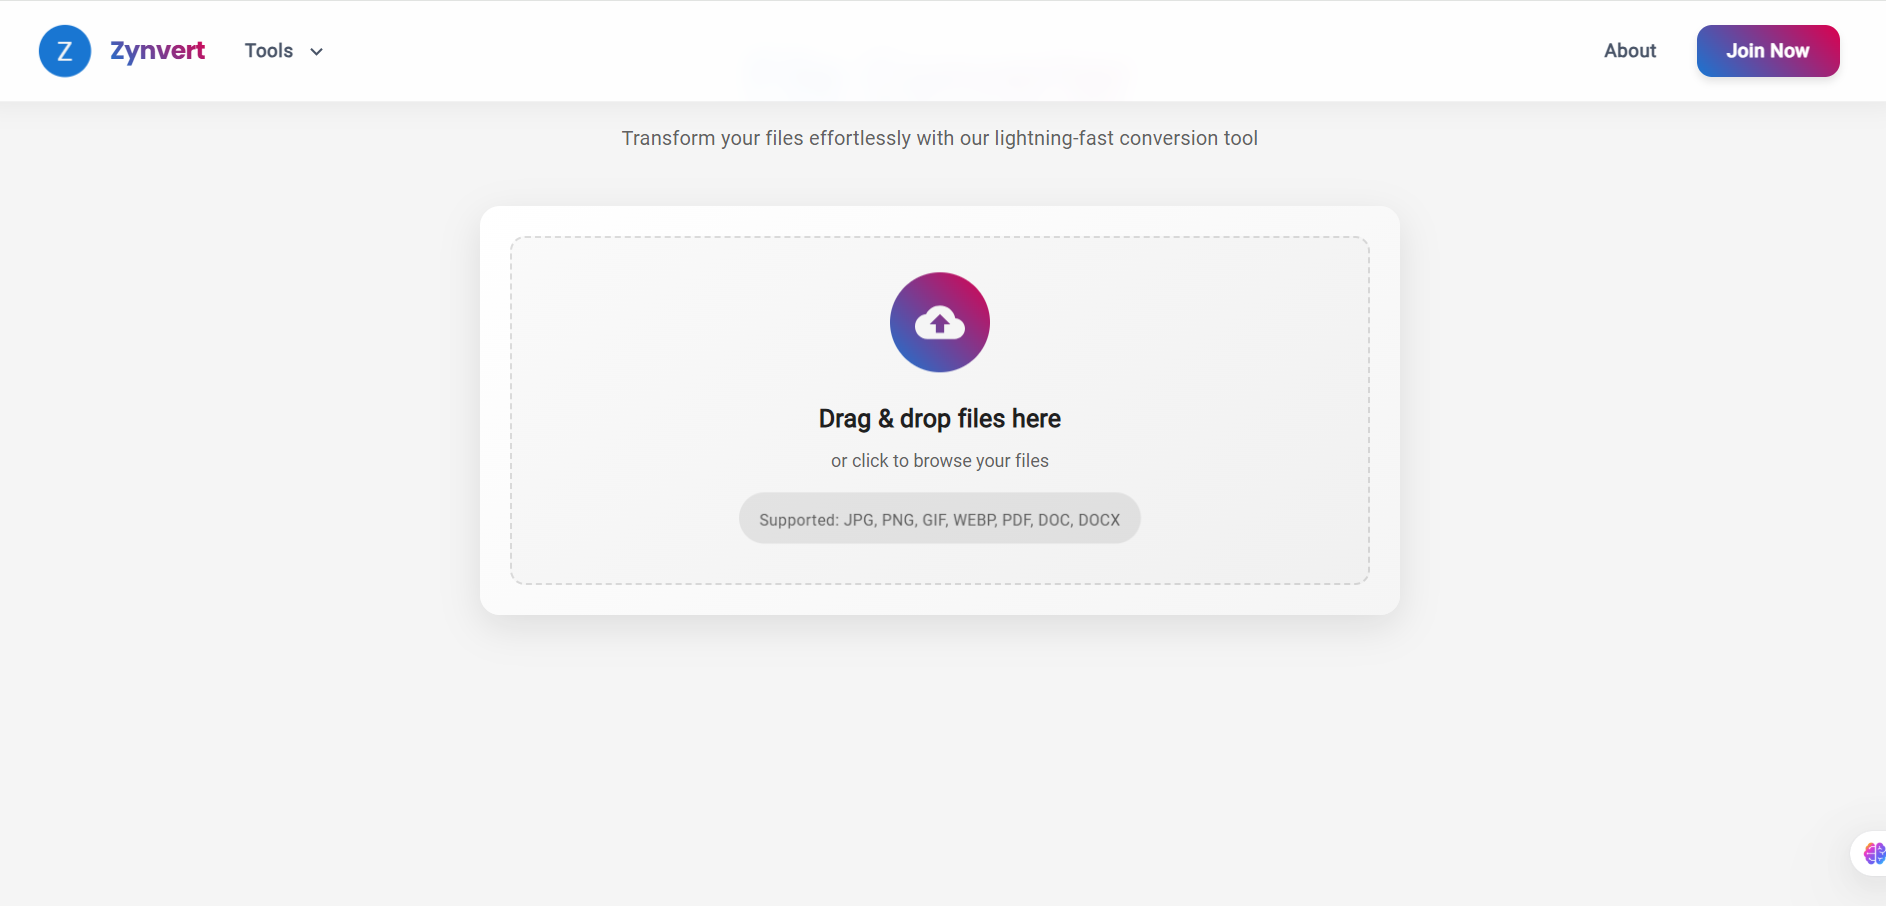 Z
Zynvert
Tools
About
Join Now
Transform your files effortlessly with our lightning-fast conversion tool
Drag & drop files here
or click to browse your files
Supported: JPG, PNG, GIF, WEBP, PDF, DOC, DOCX